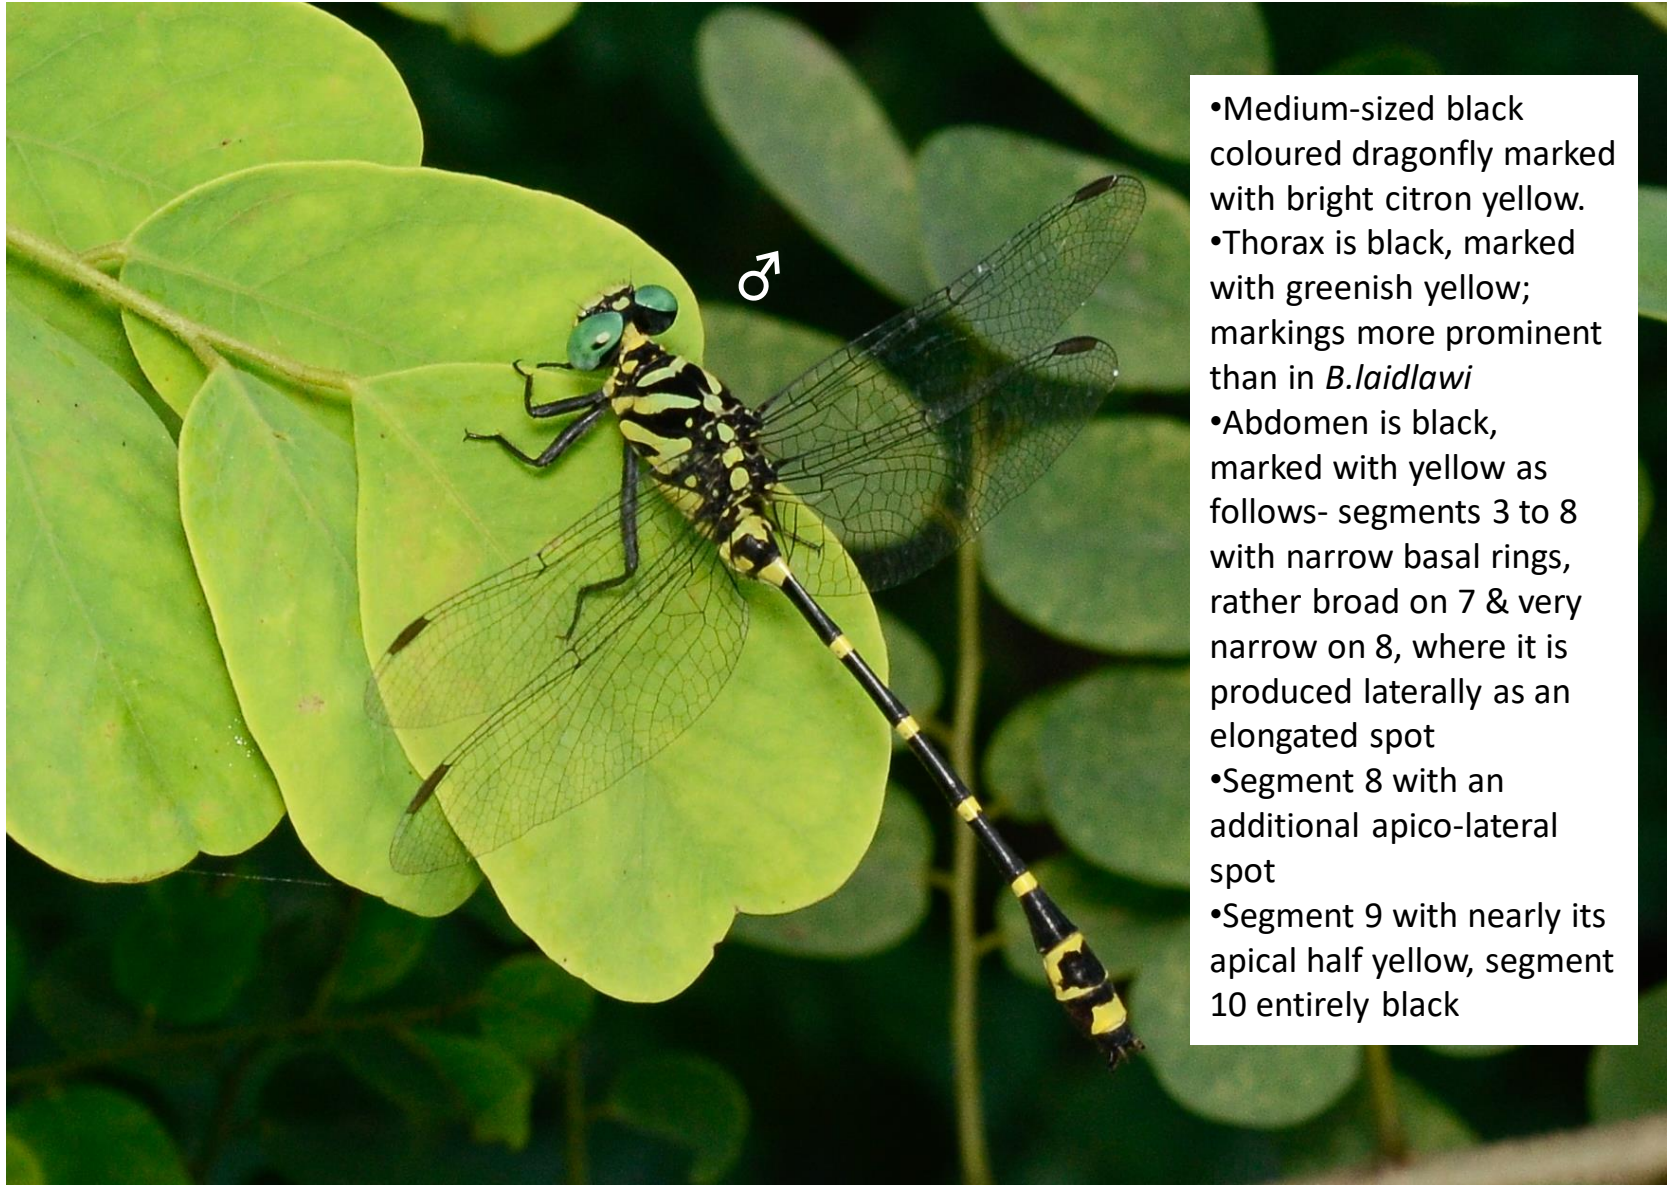 ♂
•Medium-sized black
coloured dragonfly marked
with bright citron yellow.
•Thorax is black, marked
with greenish yellow;
markings more prominent
than in B.laidlawi
•Abdomen is black,
marked with yellow as
follows- segments 3 to 8
with narrow basal rings,
rather broad on 7 & very
narrow on 8, where it is
produced laterally as an
elongated spot
•Segment 8 with an
additional apico-lateral
spot
•Segment 9 with nearly its
apical half yellow, segment
10 entirely black